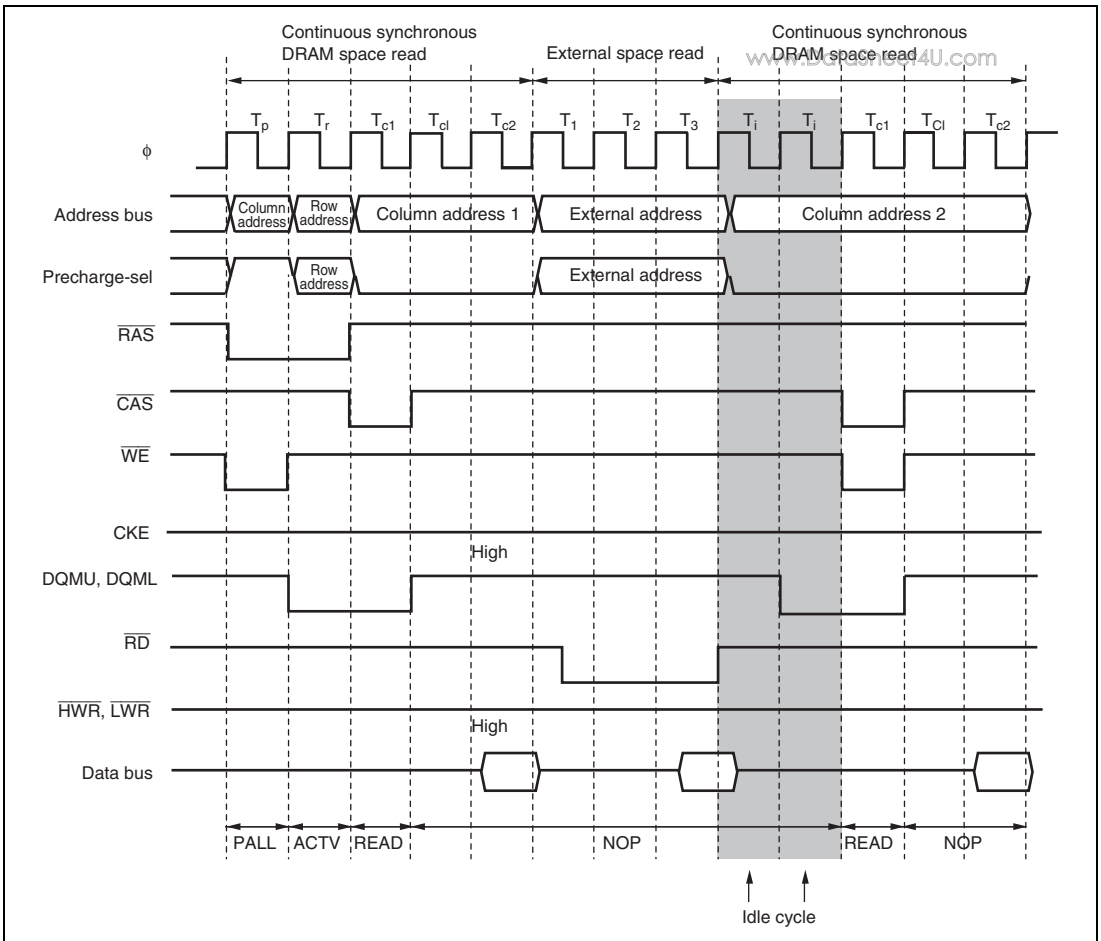 Continuous synchronous
DRAM space read
External space read
Continuous synchronous
DRAM space read
www.DataSheet4U.com
Tp Tr Tc1 Tcl Tc2 T1 T2 T3 Ti Ti Tc1 TCl Tc2
ϕ
Address bus
Column
address
Row
address
Column address 1
External address
Column address 2
Precharge-sel
Row
address
External address
RAS
CAS
WE
CKE
High
DQMU, DQML
RD
HWR, LWR
High
Data bus
PALL ACTV READ NOP READ NOP
Idle cycle